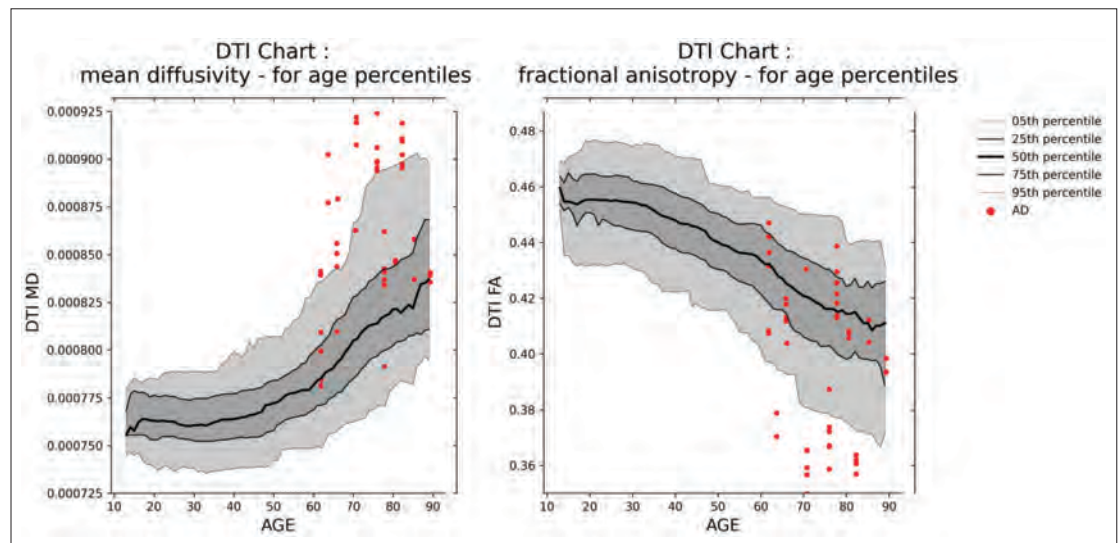 DTI Chart :
mean diffusivity - for age percentiles
0.000925
0.000900
0.000875
0.000850
0.000825
0.000800
0.000775
0.000750
0.000725
DTI MD
10 20 30 40 50 60 70 80 90
AGE
DTI Chart :
fractional anisotropy - for age percentiles
0.48
0.46
0.44
0.42
0.40
0.38
0.36
DTI FA
10 20 30 40 50 60 70 80 90
AGE
05th percentile
25th percentile
50th percentile
75th percentile
95th percentile
AD